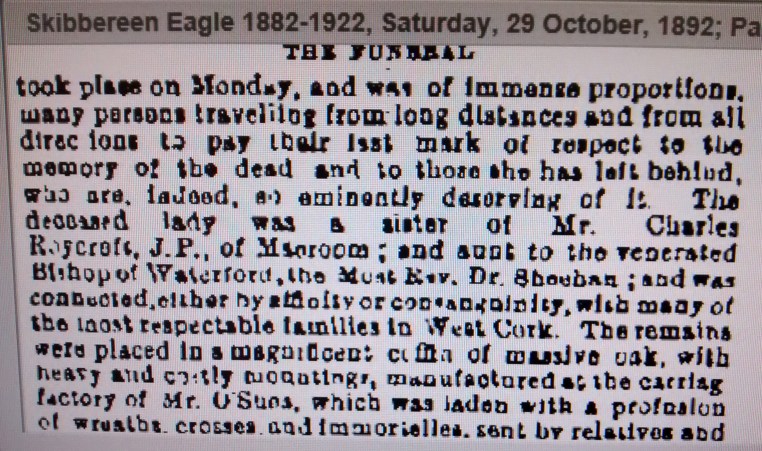 Skibbereen Eagle 1882-1922, Saturday, 29 October, 1892; Pa
THE FUNERAL
took place on Monday, and was of immense proportions,
many persons travelling from long distances and from all
direc ions to pay their last mark of respect to the
memory of the dead and to those she has left behind,
who are, indeed, so eminently deserving of it. The
deceased lady was a sister of Mr. Charles
Roycroft, J.P., of Macroom; and aunt to the venerated
Bishop of Waterford, the Most Rev. Dr. Sheehan; and was
connected, either by affinity or consanguinity, with many of
the most respectable families in West Cork. The remains
were placed in a magnificent coffin of massive oak, with
heavy and costly mountings, manufactured at the carriag
factory of Mr. which was laden with a profusion
of wreaths, crosses, and immortelles, sent by relatives and